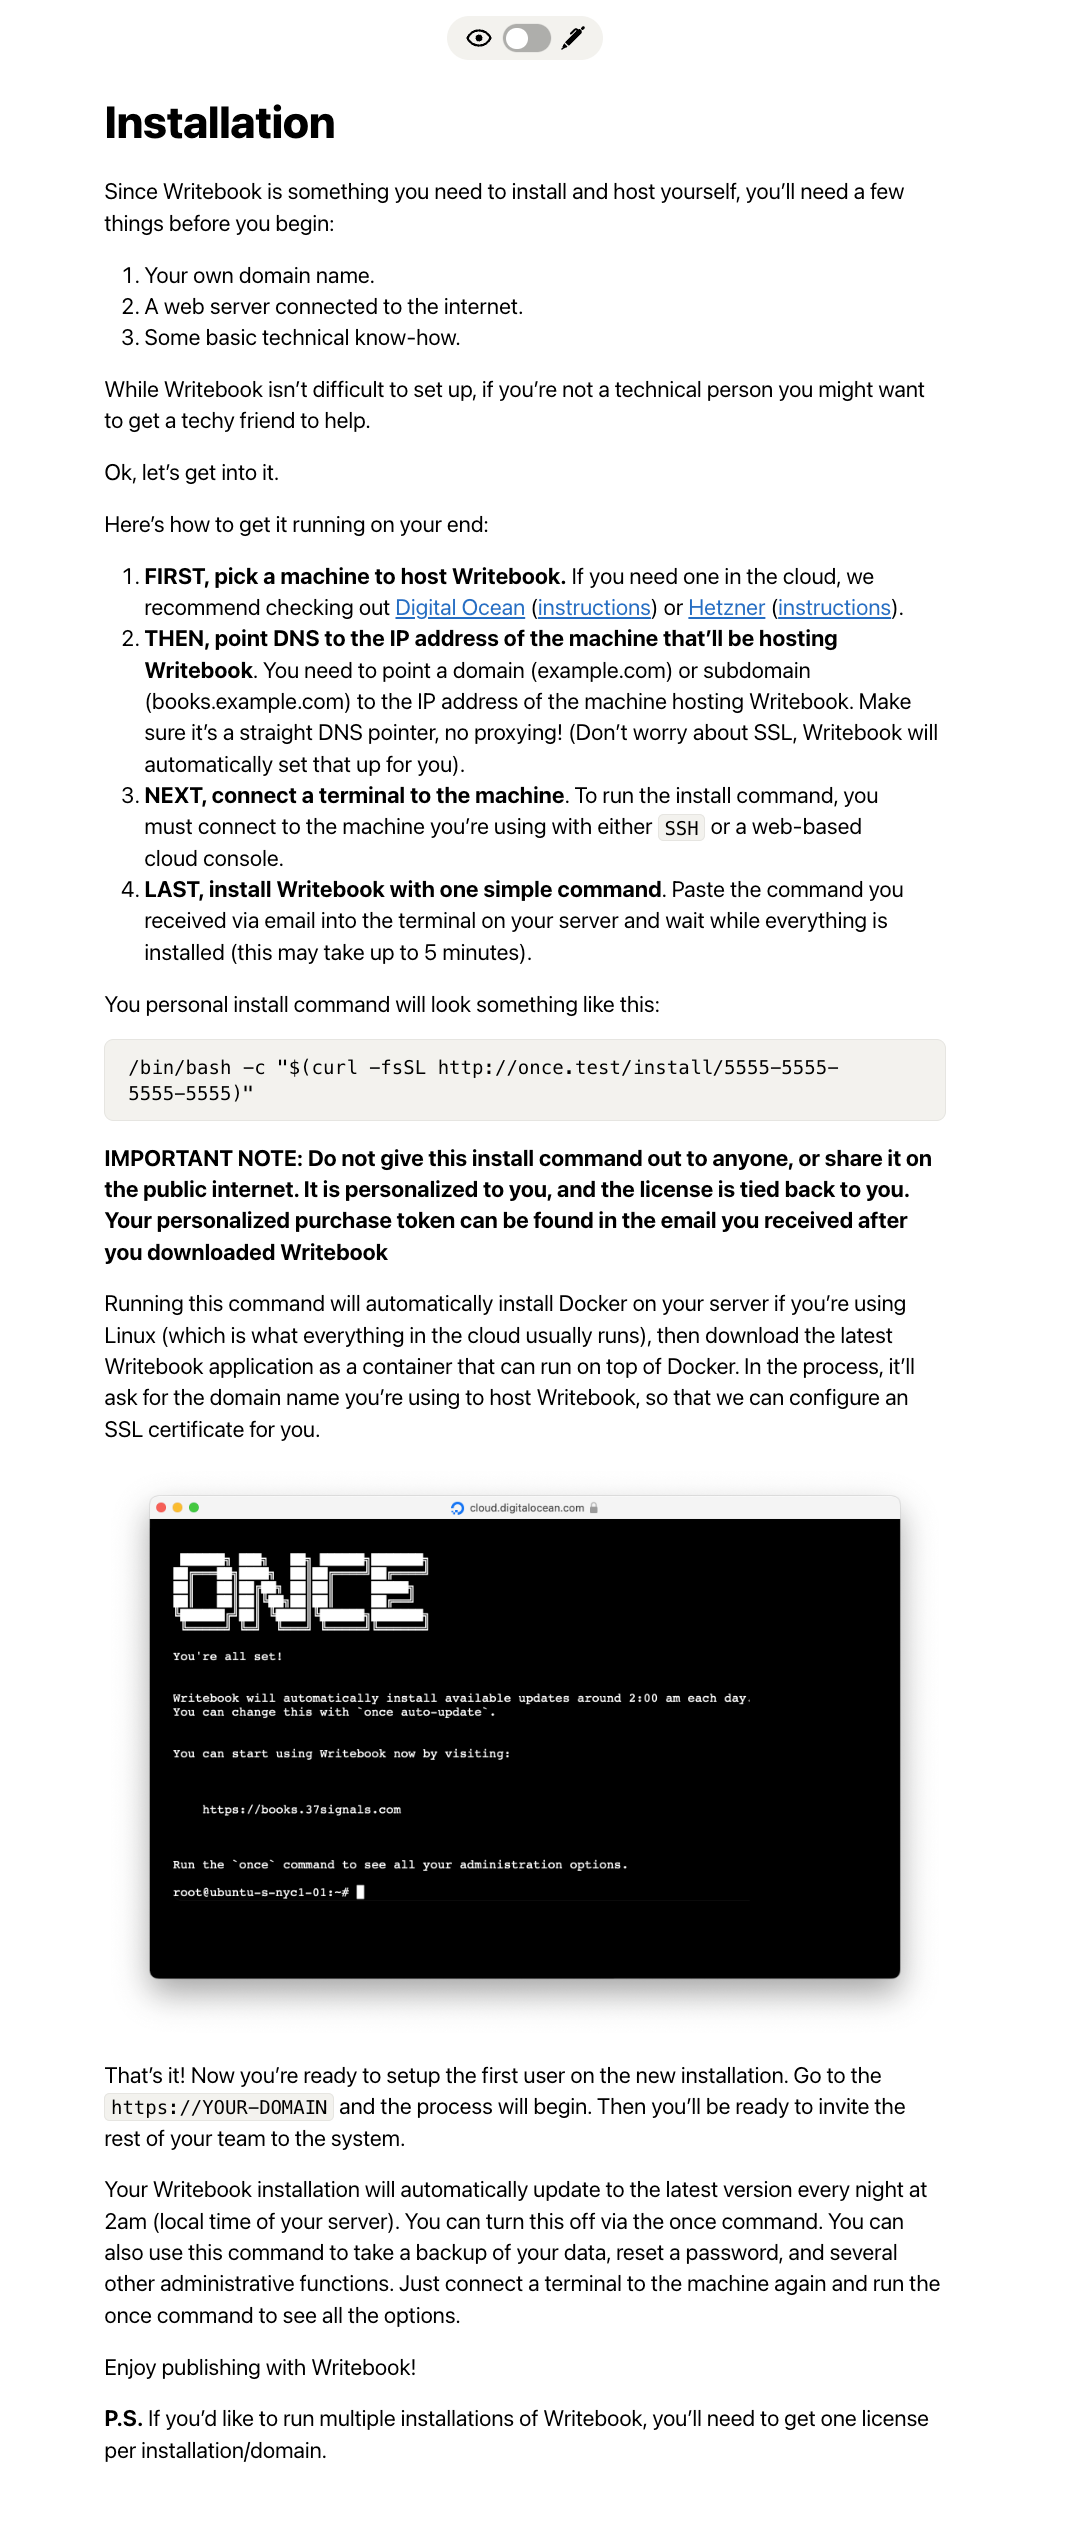 Installation
Since Writebook is something you need to install and host yourself, you’ll need a few
things before you begin:
1. Your own domain name.
2. A web server connected to the internet.
3. Some basic technical know-how.
While Writebook isn’t difficult to set up, if you’re not a technical person you might want
to get a techy friend to help.
Ok, let’s get into it.
Here’s how to get it running on your end:
1. FIRST, pick a machine to host Writebook. If you need one in the cloud, we
recommend checking out Digital Ocean (instructions) or Hetzner (instructions).
2. THEN, point DNS to the IP address of the machine that’ll be hosting
Writebook. You need to point a domain (example.com) or subdomain
(books.example.com) to the IP address of the machine hosting Writebook. Make
sure it’s a straight DNS pointer, no proxying! (Don’t worry about SSL, Writebook will
automatically set that up for you).
3. NEXT, connect a terminal to the machine. To run the install command, you
must connect to the machine you’re using with either SSH or a web-based
cloud console.
4. LAST, install Writebook with one simple command. Paste the command you
received via email into the terminal on your server and wait while everything is
installed (this may take up to 5 minutes).
You personal install command will look something like this:
/bin/bash -c "$(curl -fsSL http://once.test/install/5555-5555-
5555-5555)"
IMPORTANT NOTE: Do not give this install command out to anyone, or share it on
the public internet. It is personalized to you, and the license is tied back to you.
Your personalized purchase token can be found in the email you received after
you downloaded Writebook
Running this command will automatically install Docker on your server if you’re using
Linux (which is what everything in the cloud usually runs), then download the latest
Writebook application as a container that can run on top of Docker. In the process, it’ll
ask for the domain name you’re using to host Writebook, so that we can configure an
SSL certificate for you.
cloud.digitalocean.com
ONCE
You're all set!
Writebook will automatically install available updates around 2:00 am each day.
You can change this with `once auto-update`.
You can start using Writebook now by visiting:
https://books.37signals.com
Run the `once` command to see all your administration options.
root@ubuntu-s-nyc1-01:~#
That’s it! Now you’re ready to setup the first user on the new installation. Go to the
https://YOUR-DOMAIN and the process will begin. Then you’ll be ready to invite the
rest of your team to the system.
Your Writebook installation will automatically update to the latest version every night at
2am (local time of your server). You can turn this off via the once command. You can
also use this command to take a backup of your data, reset a password, and several
other administrative functions. Just connect a terminal to the machine again and run the
once command to see all the options.
Enjoy publishing with Writebook!
P.S. If you’d like to run multiple installations of Writebook, you’ll need to get one license
per installation/domain.